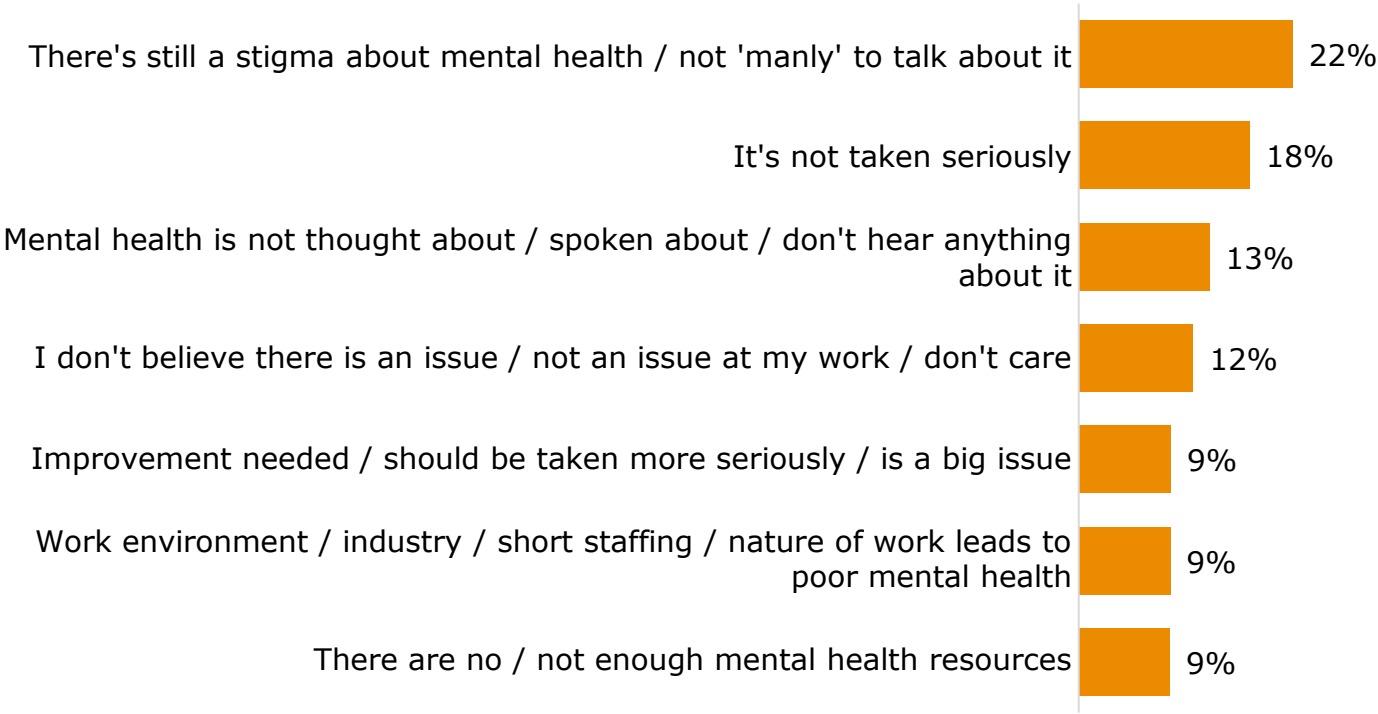 There's still a stigma about mental health / not 'manly' to talk about it 22%
It's not taken seriously 18%
Mental health is not thought about / spoken about / don't hear anything
about it 13%
I don't believe there is an issue / not an issue at my work / don't care 12%
Improvement needed / should be taken more seriously / is a big issue 9%
Work environment / industry / short staffing / nature of work leads to
poor mental health 9%
There are no / not enough mental health resources 9%